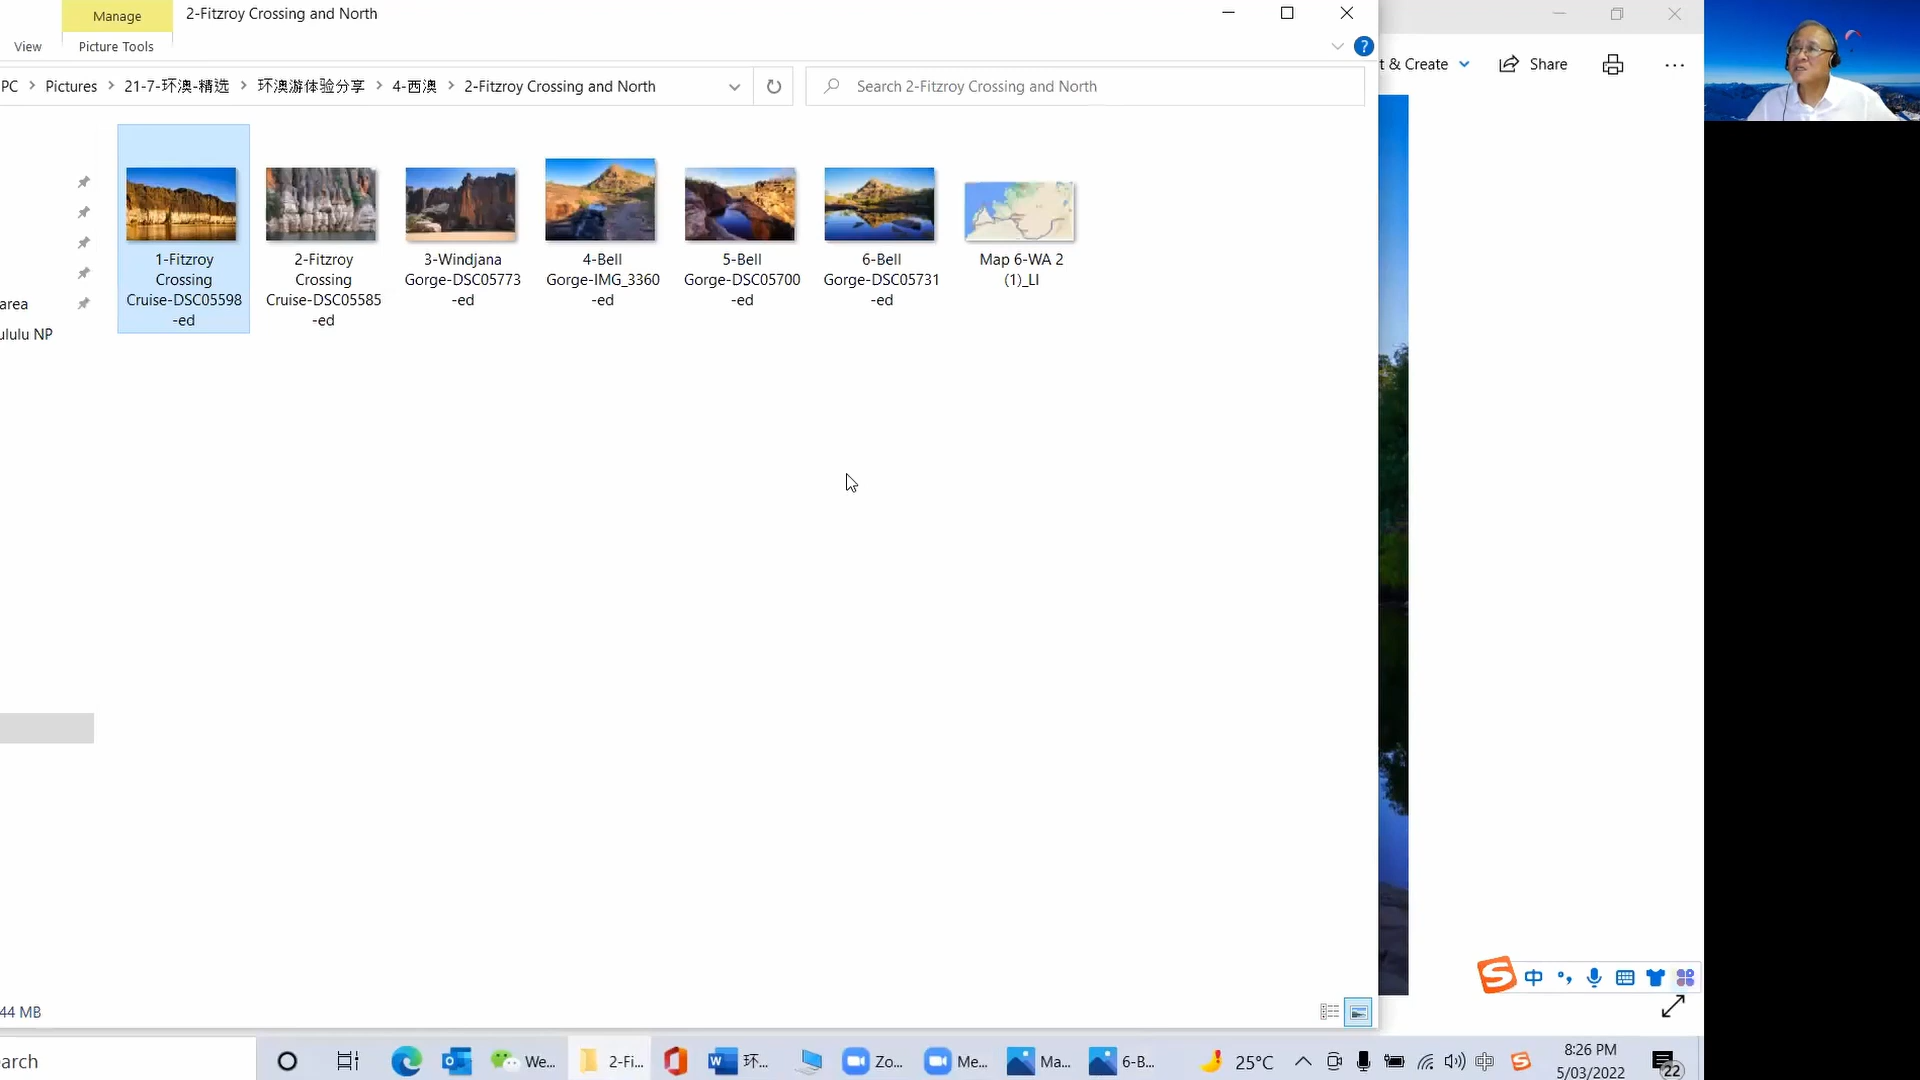 Manage
2-Fitzroy Crossing and North
View
Picture Tools
PC
Pictures
21-7-环澳-精选
环澳游体验分享
4-西澳
2-Fitzroy Crossing and North
Search 2-Fitzroy Crossing and North
t & Create
Share
1-Fitzroy
Crossing
Cruise-DSC05598
-ed
2-Fitzroy
Crossing
Cruise-DSC05585
-ed
3-Windjana
Gorge-DSC05773
-ed
4-Bell
Gorge-IMG_3360
-ed
5-Bell
Gorge-DSC05700
-ed
6-Bell
Gorge-DSC05731
-ed
Map 6-WA 2
(1)_LI
area
ululu NP
中
44 MB
arch
We...
2-Fi...
环...
Zo...
Me...
Ma...
6-B...
25°C
8:26 PM
5/03/2022
22